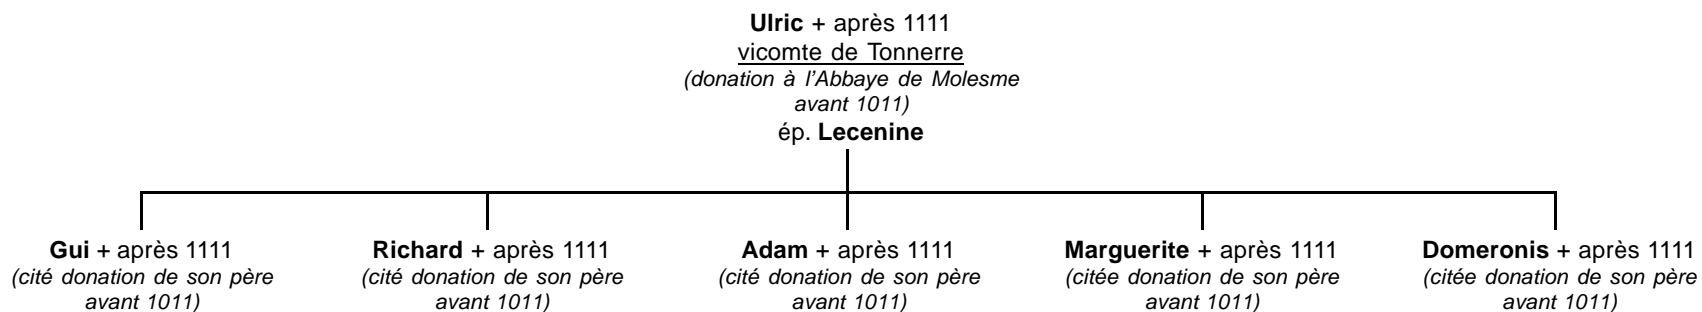 Ulric + après 1111
vicomte de Tonnerre
(donation à l'Abbaye de Molesme
avant 1011)
ép. Lecenine
Gui + après 1111
(cité donation de son père
avant 1011)
Richard + après 1111
(cité donation de son père
avant 1011)
Adam + après 1111
(cité donation de son père
avant 1011)
Marguerite + après 1111
(citée donation de son père
avant 1011)
Domeronis + après 1111
(citée donation de son père
avant 1011)